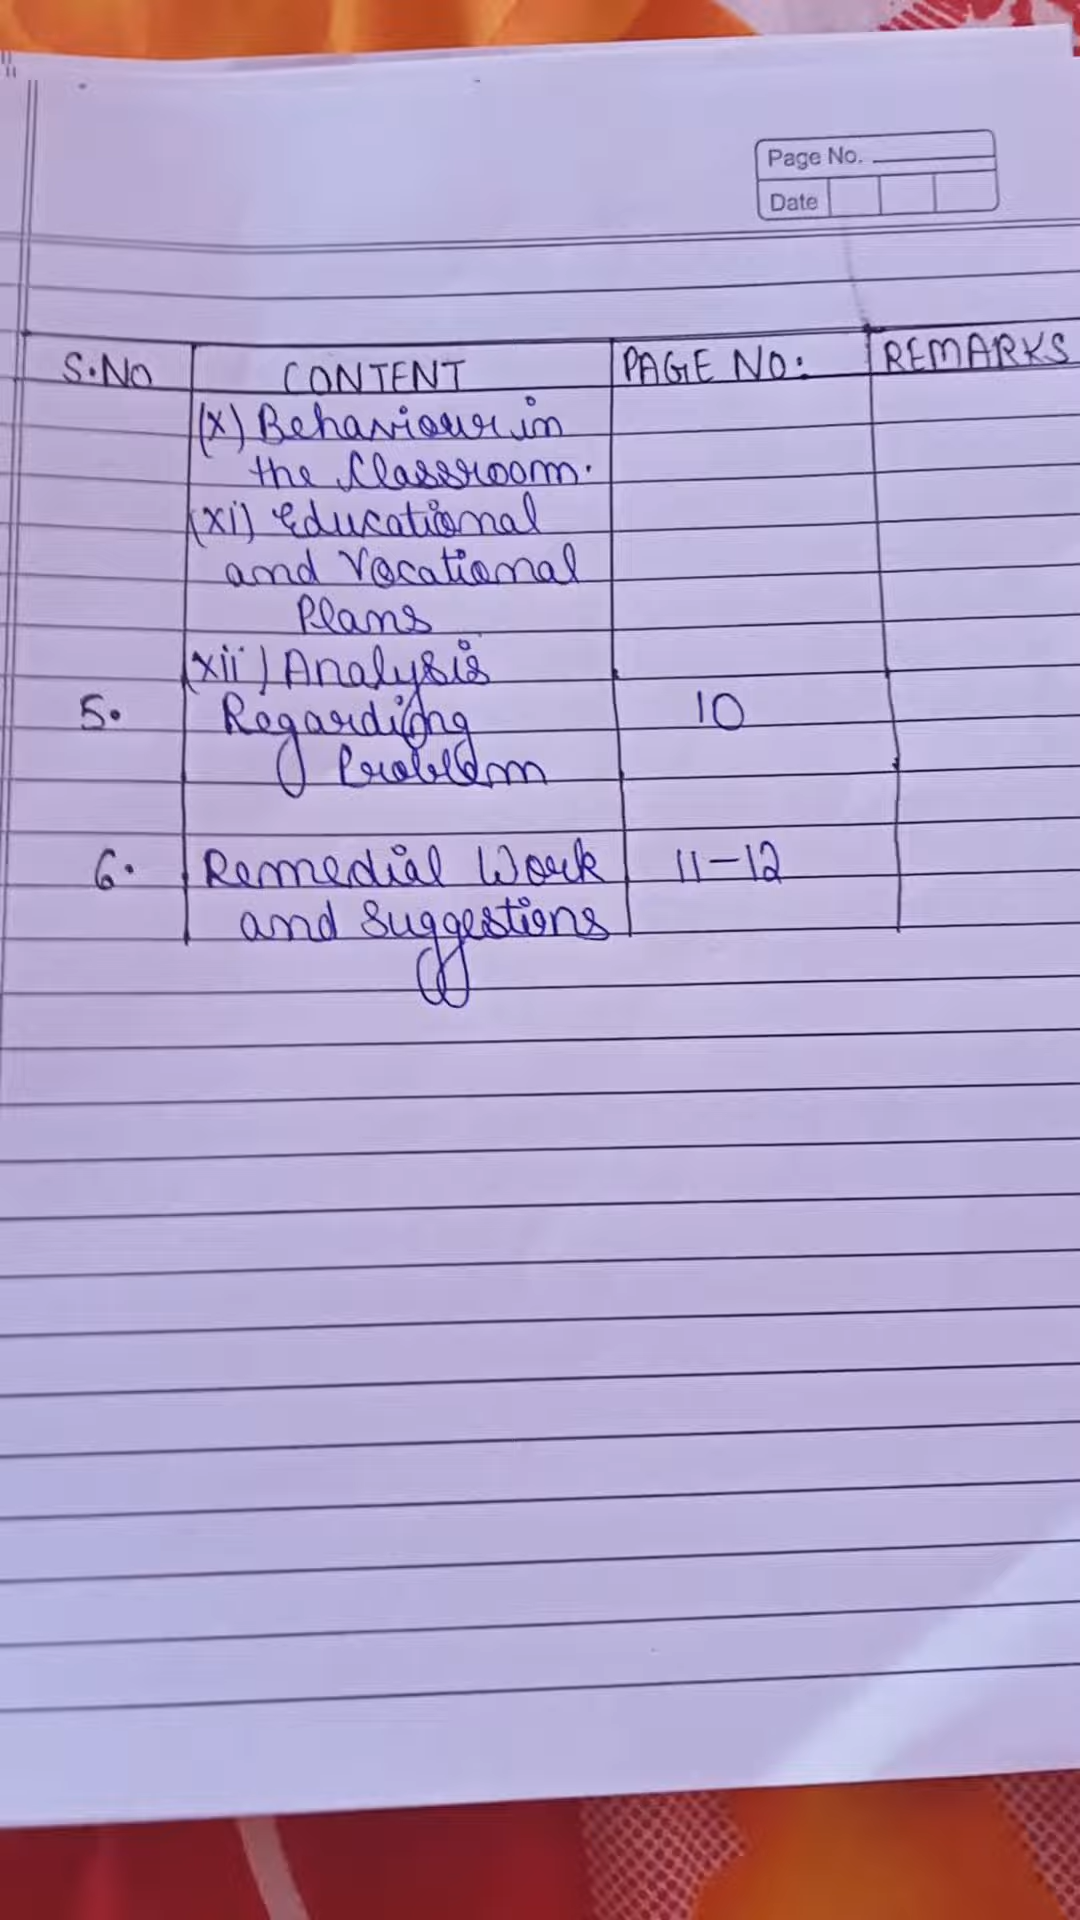 Page No.
Date
S.NO CONTENT PAGE NO: REMARKS
(x) Behaviour in
the Classroom.
(xi) Educational
and Vocational
Plans
(xii) Analysis
5. Regarding 10
Problem
6. Remedial Work 11-12
and Suggestions